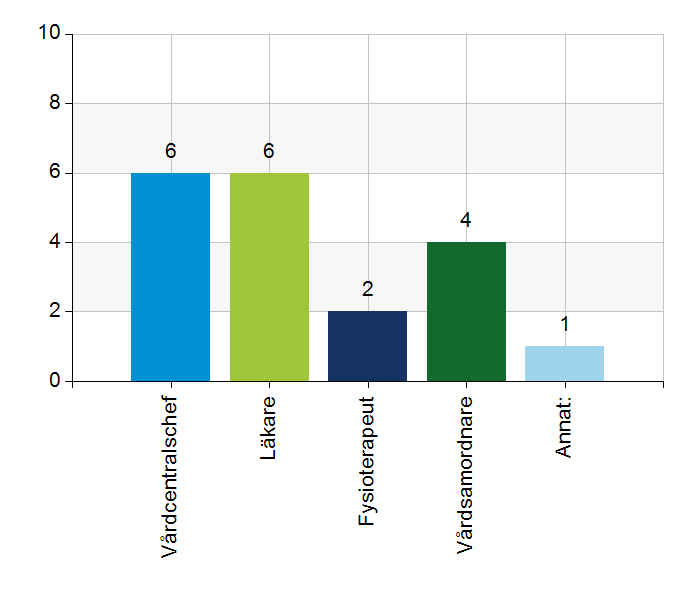 10
8
6
4
2
0
6
6
2
4
1
Vårdcentralschef
Läkare
Fysioterapeut
Vårdsamordnare
Annat: